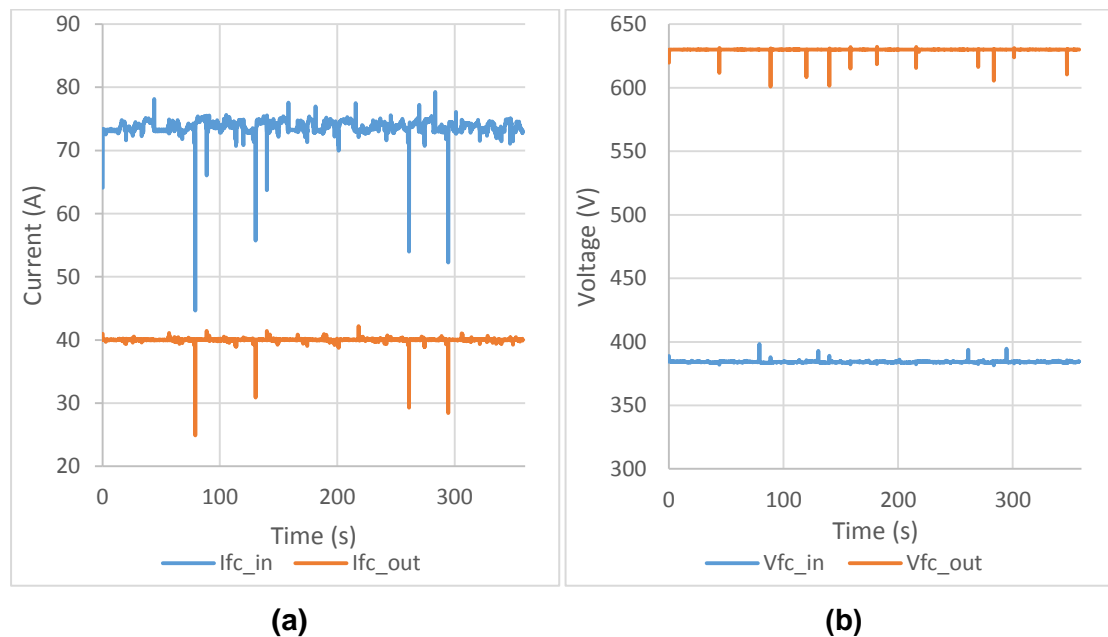 90
80
70
60
50
40
30
20
Current (A)
0 100 200 300
Time (s)
Ifc_in Ifc_out
(a)
650
600
550
500
450
400
350
300
Voltage (V)
0 100 200 300
Time (s)
Vfc_in Vfc_out
(b)